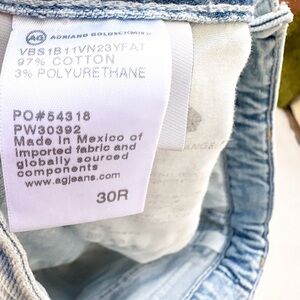 AG ADRIANO GOLDSCHMIED
VBS1B11VN23YFAT
97% COTTON
3% POLYURETHANE
PO#54318
PW30392
Made in Mexico of
imported fabric and
globally sourced
components
www.agjeans.com
30R